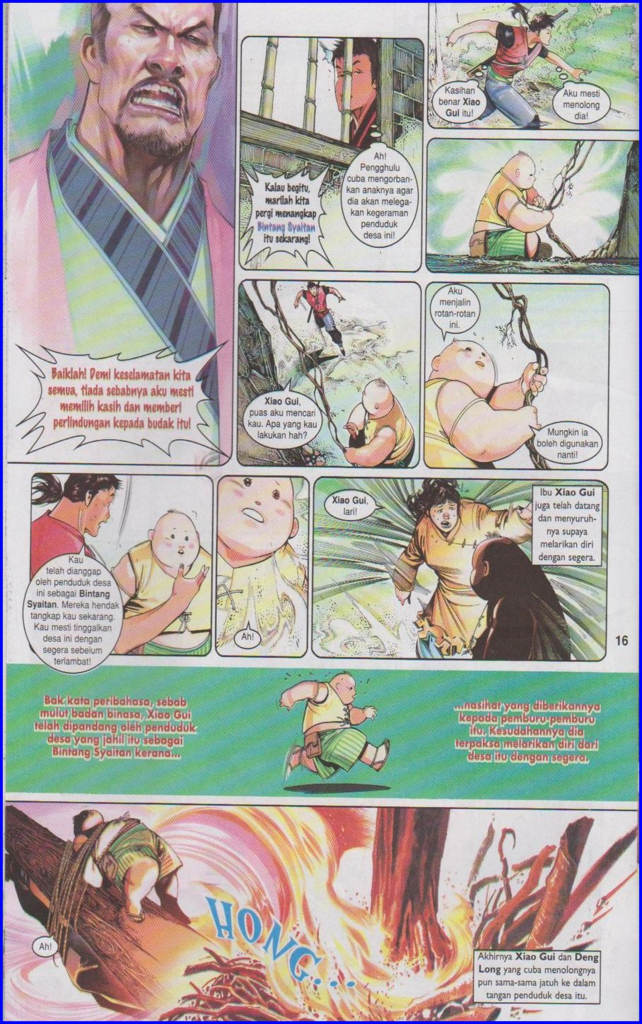 Baiklah! Demi keselamatan kita
semua, tiada sebabnya aku mesti
memilih kasih dan memberi
perlindungan kepada budak itu!
Kalau begitu,
marilah kita
pergi menangkap
Bintang Syaitan
itu sekarang!
Ah!
Penghulu
cuba mengorban-
kan anaknya agar
dia akan melega-
kan kegeraman
penduduk
desa ini!
Kasihan
benar Xiao
Gui itu!
Aku mesti
menolong
dia!
Xiao Gui,
puas aku mencari
kau. Apa yang kau
lakukan hah?
Aku
menjalin
rotan-rotan
ini.
Mungkin ia
boleh digunakan
nanti!
Kau
telah dianggap
oleh penduduk desa
ini sebagai Bintang
Syaitan. Mereka hendak
tangkap kau sekarang.
Kau mesti tinggalkan
desa ini dengan
segera sebelum
terlambat!
Ah!
Xiao Gui,
lari!
Ibu Xiao Gui
juga telah datang
dan menyuruh-
nya supaya
melarikan diri
dengan segera.
16
Bak kata peribahasa, sebab
mulut badan binasa, Xiao Gui
telah dipandang oleh penduduk
desa yang jahil itu sebagai
Bintang Syaitan kerana...
...nasihat yang diberikannya
kepada pemburu-pemburu
itu. Kesudahannya dia
terpaksa melarikan diri dari
desa itu dengan segera.
Ah!
HONG...
Akhirnya Xiao Gui dan Deng
Long yang cuba menolongnya
pun sama-sama jatuh ke dalam
tangan penduduk desa itu.